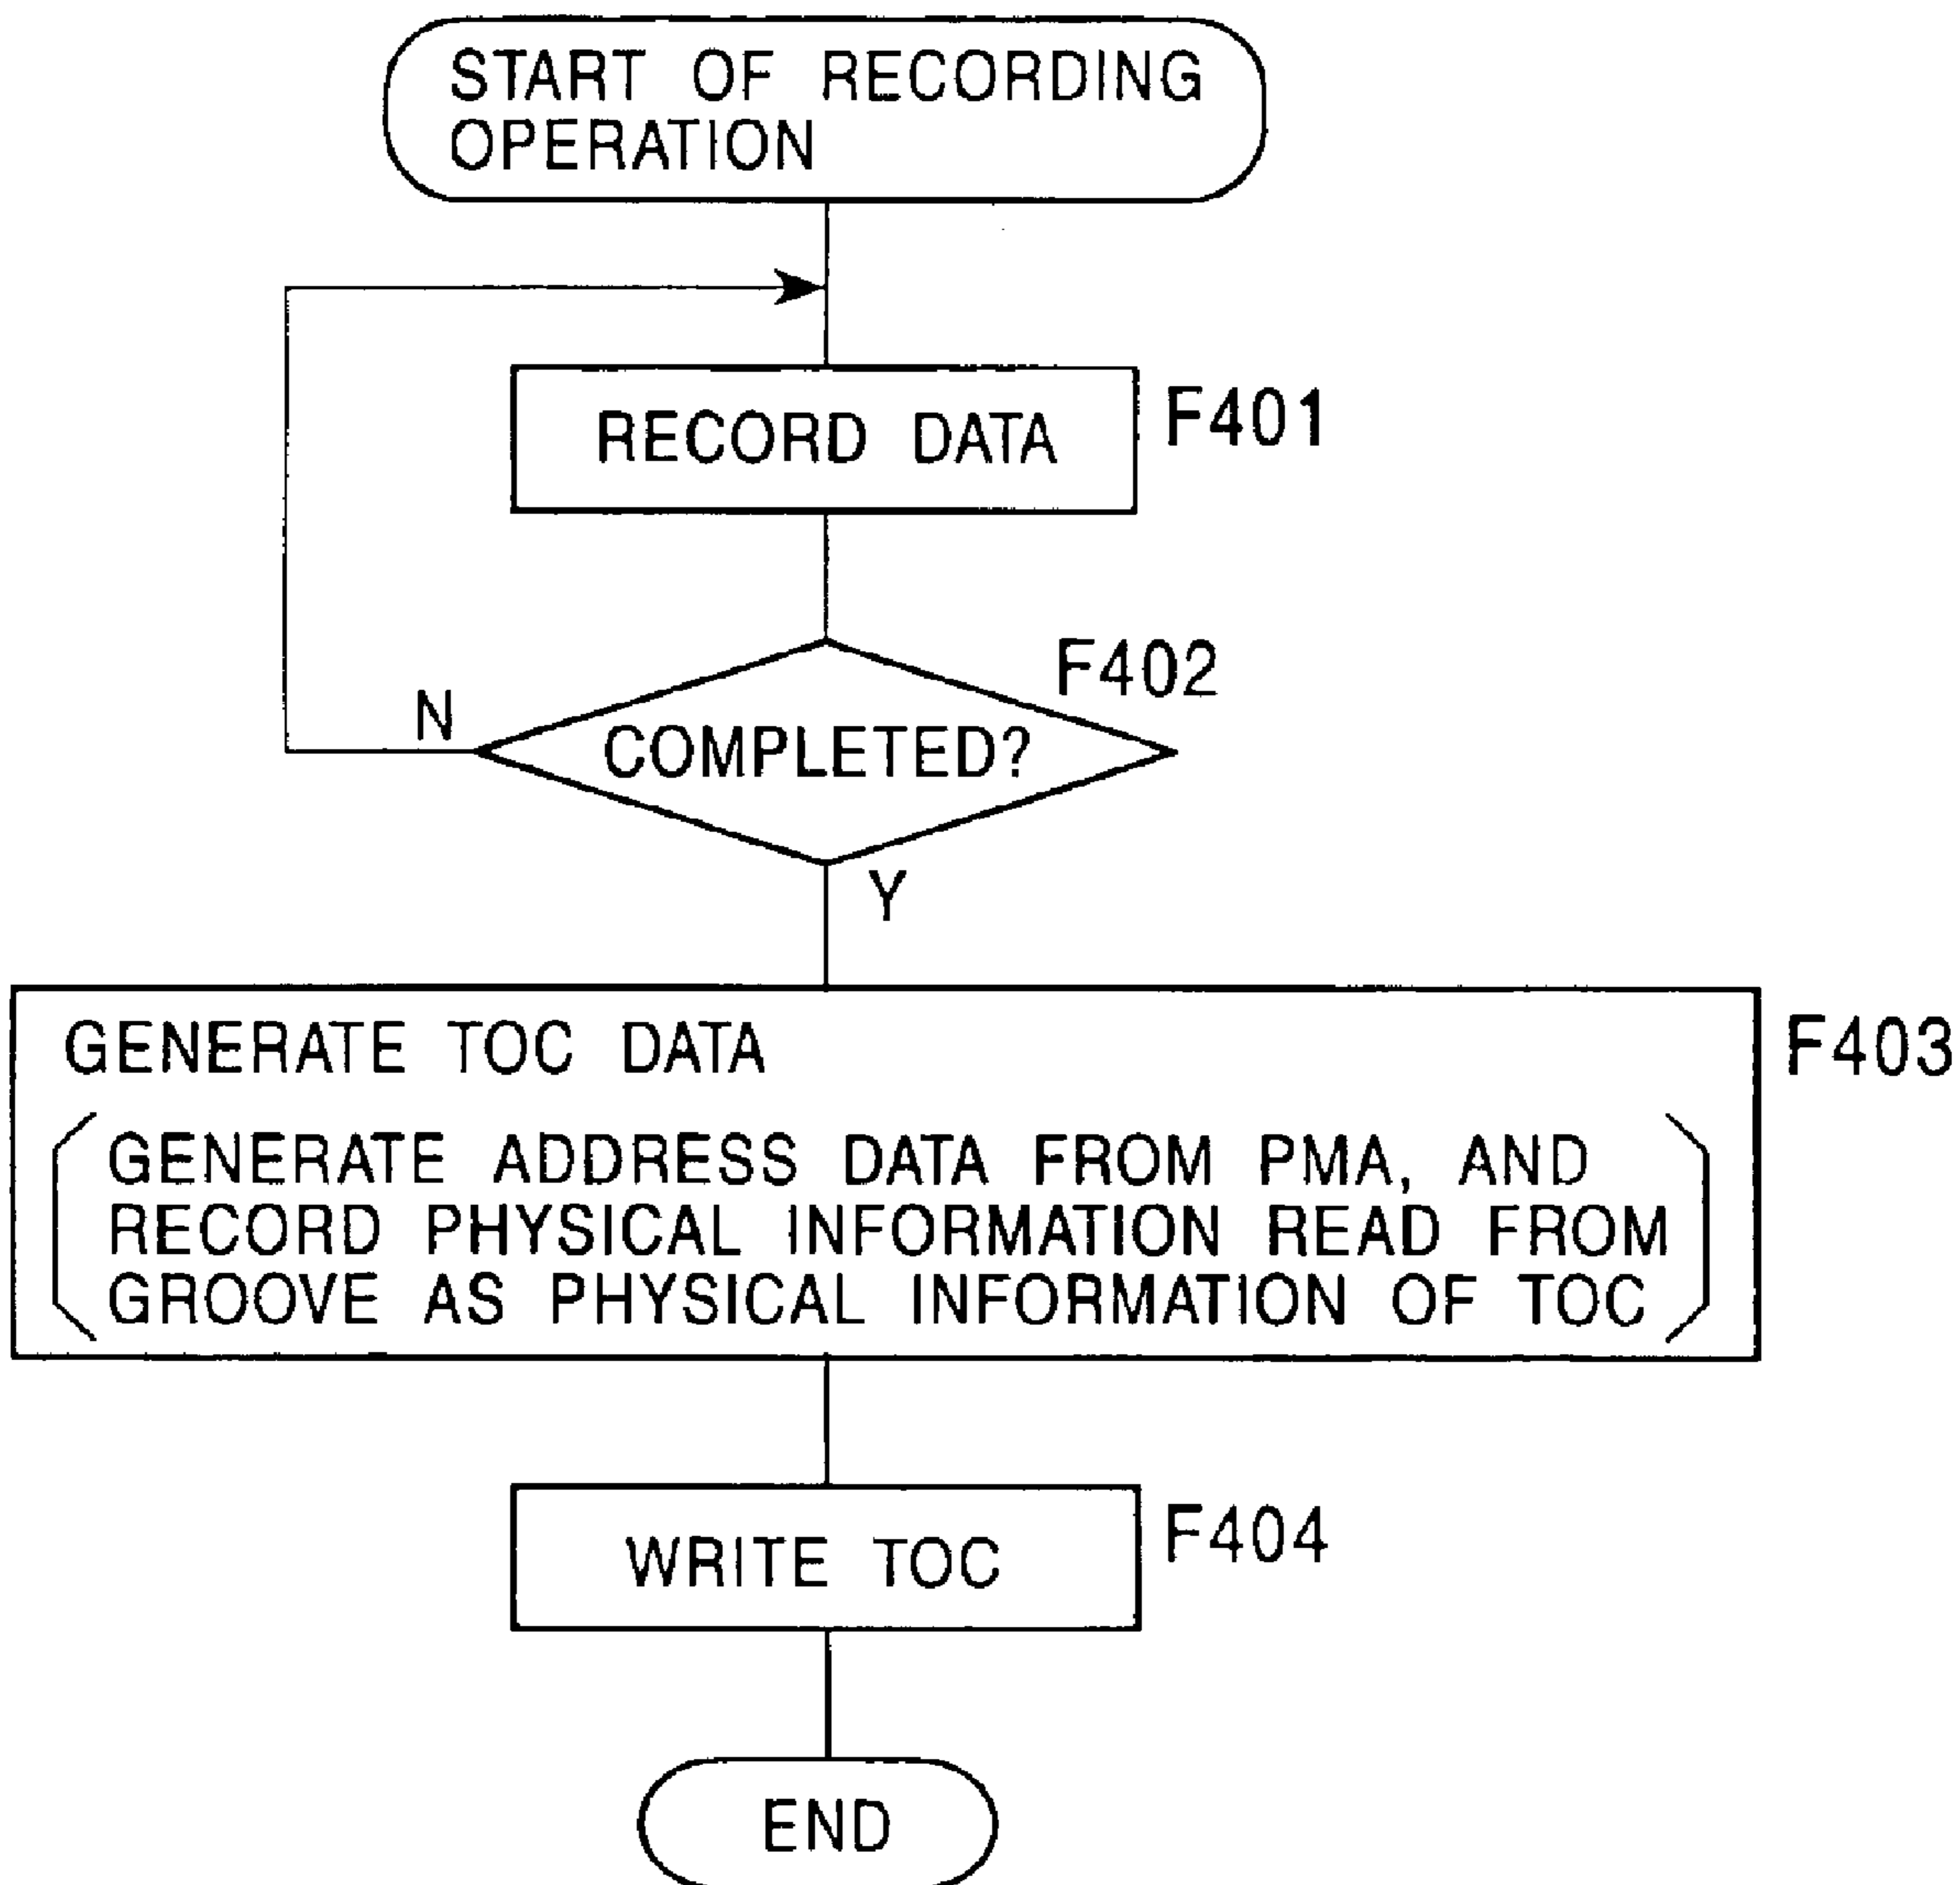 START OF RECORDING
OPERATION
RECORD DATA
F401
F402
N
COMPLETED?
Y
GENERATE TOC DATA
F403
GENERATE ADDRESS DATA FROM PMA, AND
RECORD PHYSICAL INFORMATION READ FROM
GROOVE AS PHYSICAL INFORMATION OF TOC
WRITE TOC
F404
END